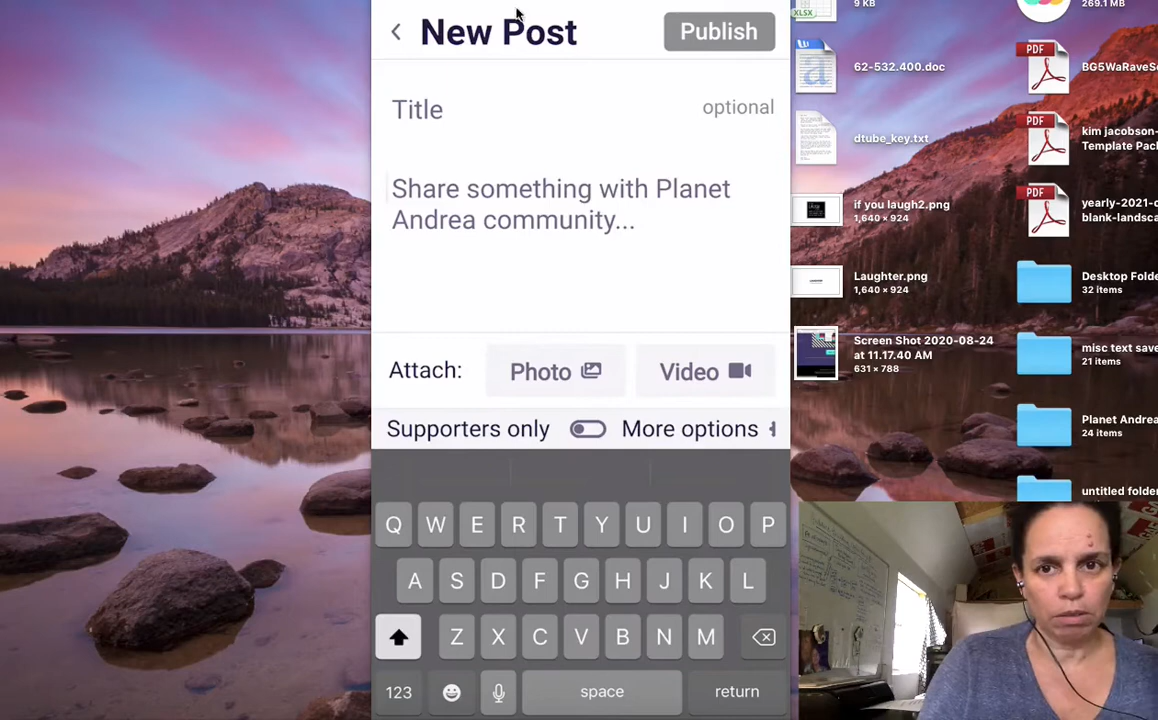 New Post
Publish
Title
optional
Share something with Planet
Andrea community...
Attach:
Photo
Video
Supporters only
More options
Q W E R T Y U I O P
A S D F G H J K L
Z X C V B N M
123
space
return
XLSX
9 KB
62-532.400.doc
dtube_key.txt
if you laugh2.png
1,640 × 924
Laughter.png
1,640 × 924
Screen Shot 2020-08-24
at 11.17.40 AM
631 × 788
269.1 MB
PDF
BG5WaRaveSo
PDF
kim jacobson-
Template Pac
PDF
yearly-2021-c
blank-landsca
Desktop Folde
32 items
misc text save
21 items
Planet Andrea
24 items
untitled folder